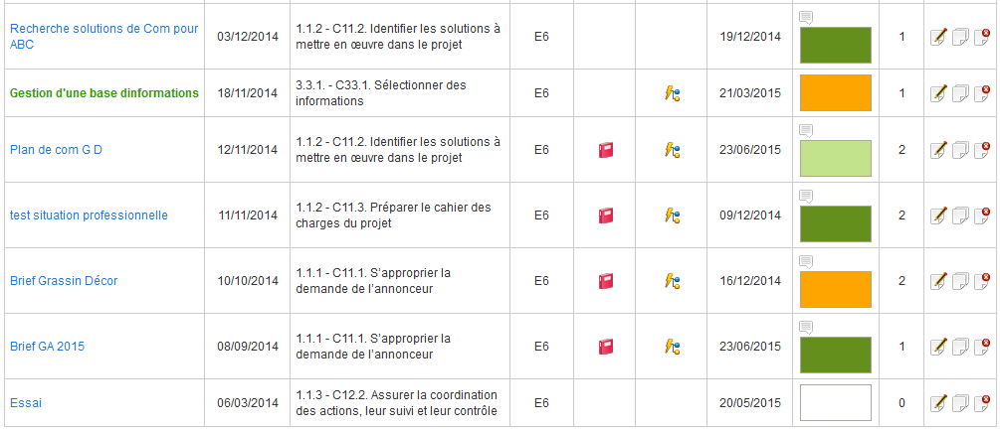 Recherche solutions de Com pour
ABC
03/12/2014
1.1.2 - C11.2. Identifier les solutions à
mettre en œuvre dans le projet
E6
19/12/2014
1
Gestion d'une base dinformations
18/11/2014
3.3.1. - C33.1. Sélectionner des
informations
E6
21/03/2015
1
Plan de com G D
12/11/2014
1.1.2 - C11.2. Identifier les solutions à
mettre en œuvre dans le projet
E6
23/06/2015
2
test situation professionnelle
11/11/2014
1.1.2 - C11.3. Préparer le cahier des
charges du projet
E6
09/12/2014
2
Brief Grassin Décor
10/10/2014
1.1.1 - C11.1. S'approprier la
demande de l'annonceur
E6
16/12/2014
2
Brief GA 2015
08/09/2014
1.1.1 - C11.1. S'approprier la
demande de l'annonceur
E6
23/06/2015
1
Essai
06/03/2014
1.1.3 - C12.2. Assurer la coordination
des actions, leur suivi et leur contrôle
E6
20/05/2015
0